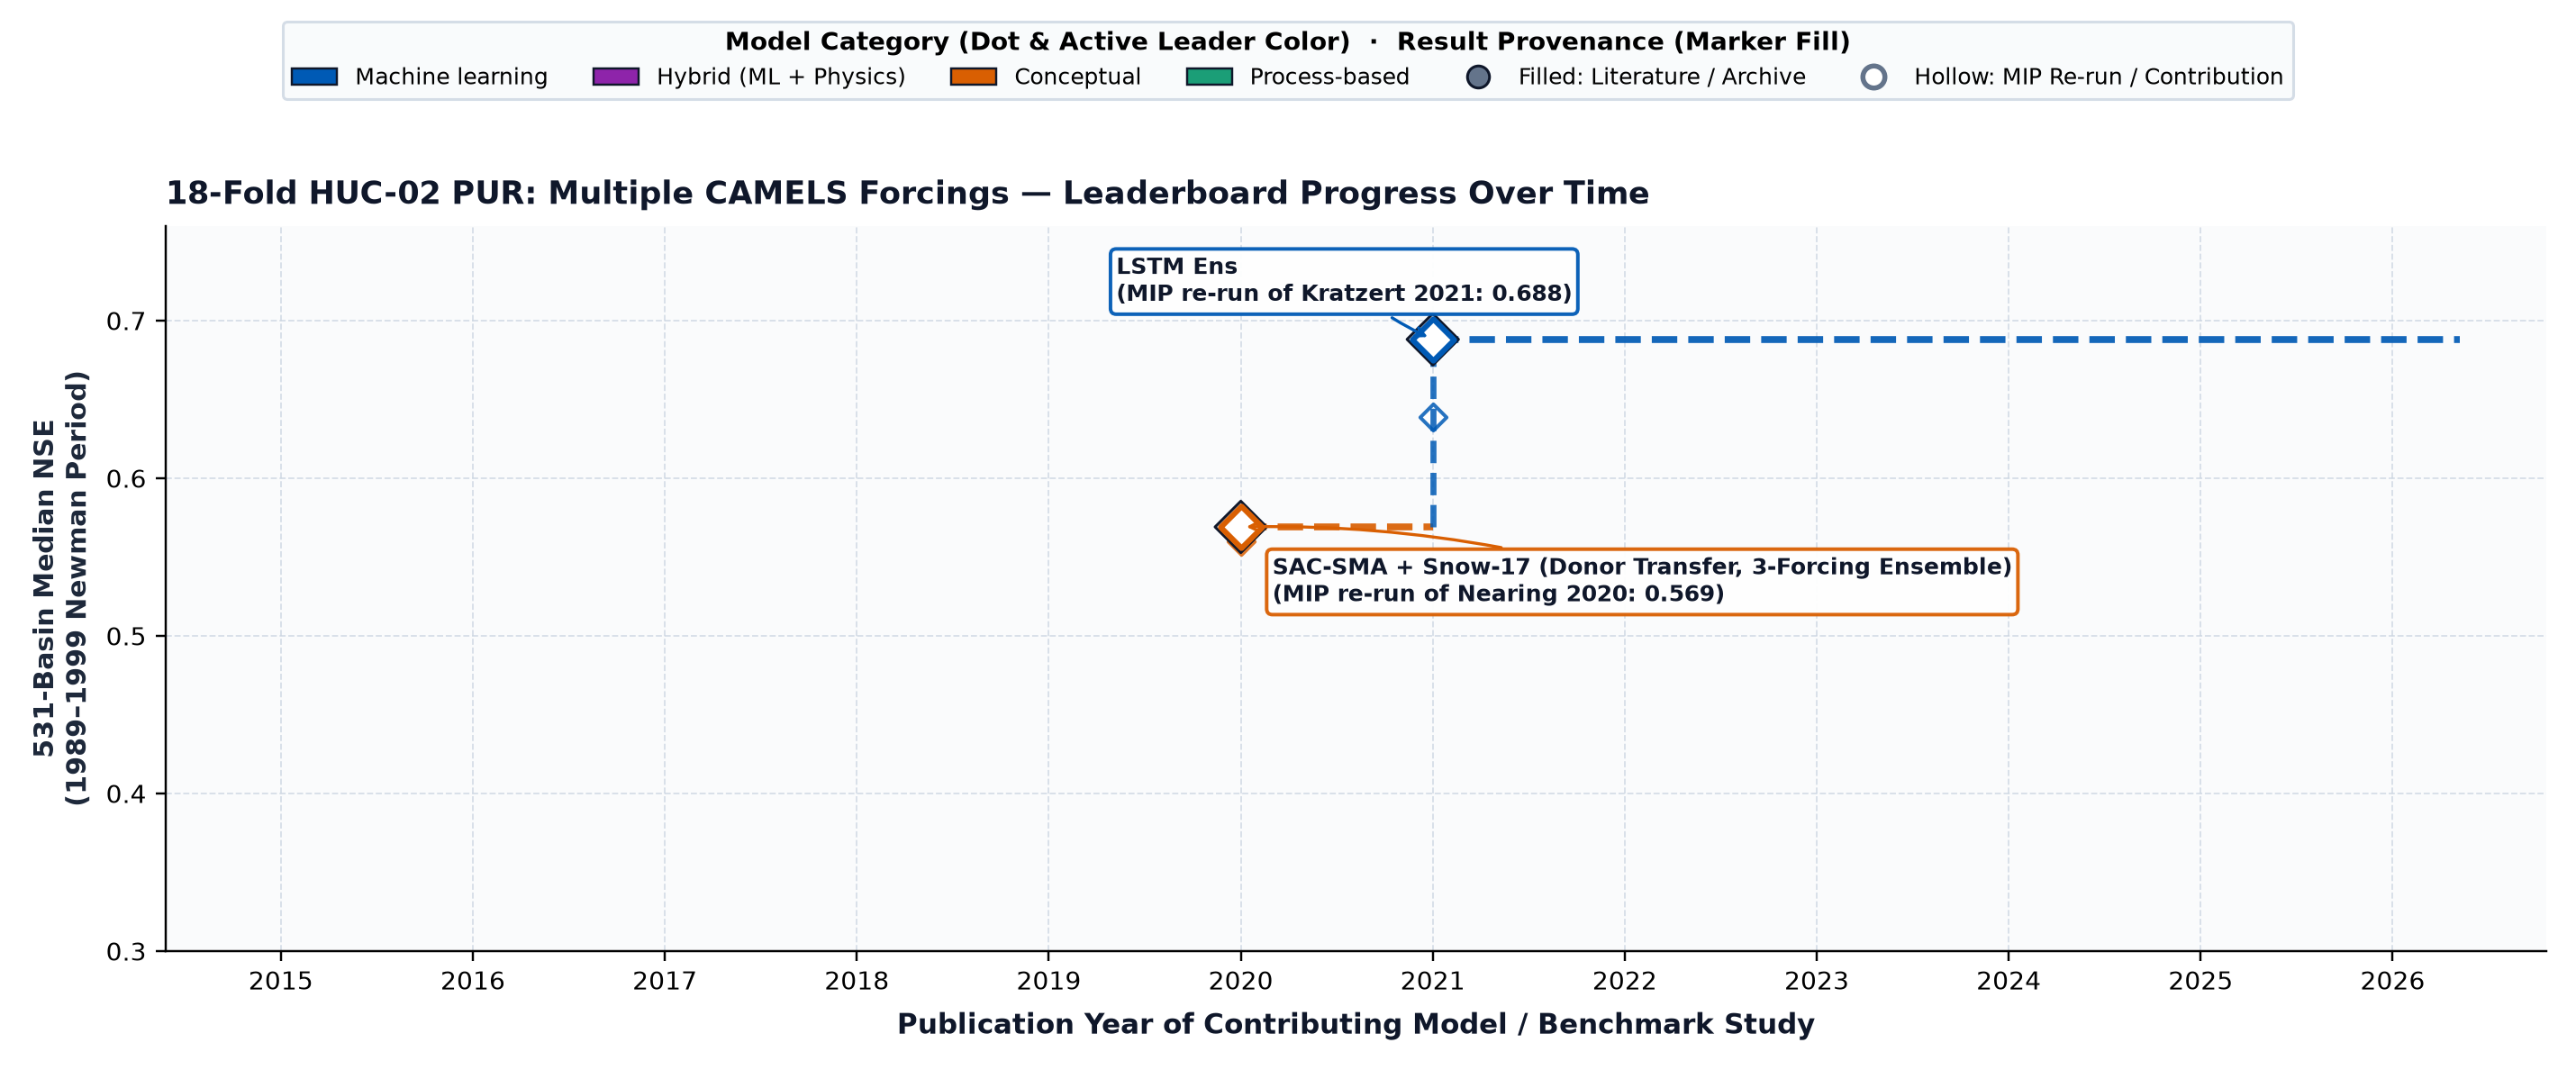 Model Category (Dot & Active Leader Color) · Result Provenance (Marker Fill)
Machine learning
Hybrid (ML + Physics)
Conceptual
Process-based
Filled: Literature / Archive
Hollow: MIP Re-run / Contribution
18-Fold HUC-02 PUR: Multiple CAMELS Forcings — Leaderboard Progress Over Time
531-Basin Median NSE
(1989–1999 Newman Period)
0.7
0.6
0.5
0.4
0.3
LSTM Ens
(MIP re-run of Kratzert 2021: 0.688)
SAC-SMA + Snow-17 (Donor Transfer, 3-Forcing Ensemble)
(MIP re-run of Nearing 2020: 0.569)
2015
2016
2017
2018
2019
2020
2021
2022
2023
2024
2025
2026
Publication Year of Contributing Model / Benchmark Study